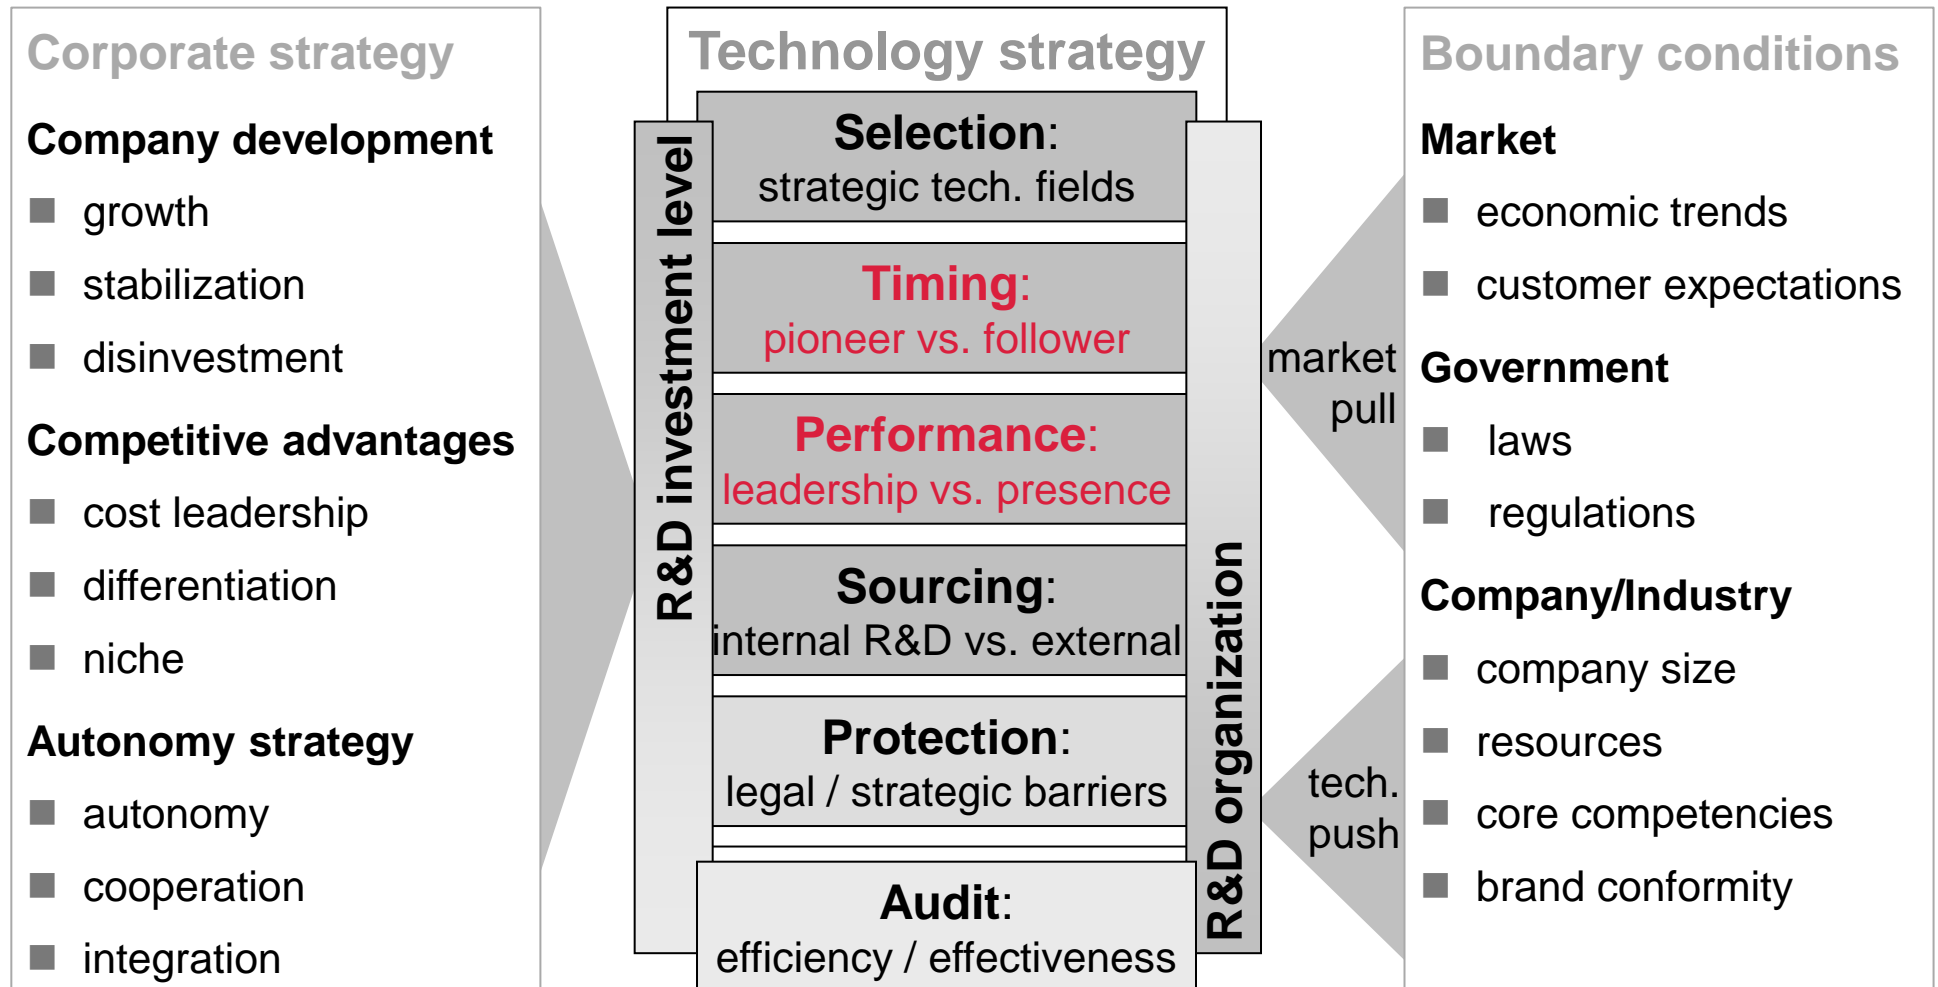 Corporate strategy
Company development
growth
stabilization
disinvestment
Competitive advantages
cost leadership
differentiation
niche
Autonomy strategy
autonomy
cooperation
integration
Technology strategy
R&D investment level
Selection:
strategic tech. fields
Timing:
pioneer vs. follower
Performance:
leadership vs. presence
Sourcing:
internal R&D vs. external
Protection:
legal / strategic barriers
Audit:
efficiency / effectiveness
R&D organization
market
pull
tech.
push
Boundary conditions
Market
economic trends
customer expectations
Government
laws
regulations
Company/Industry
company size
resources
core competencies
brand conformity